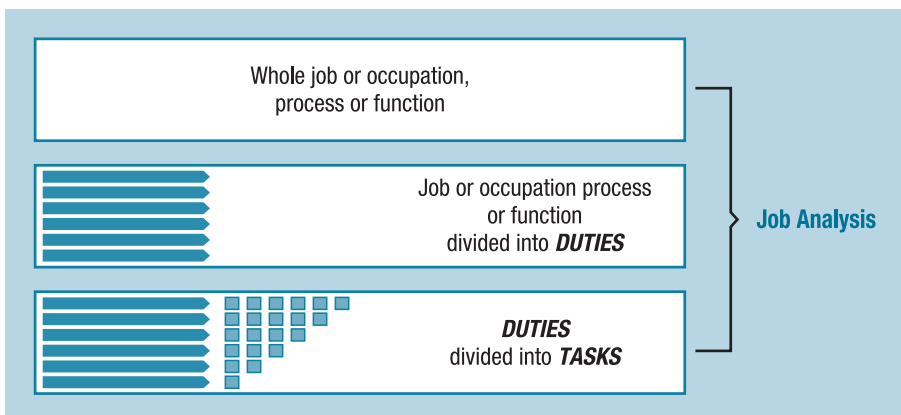 Whole job or occupation,
process or function
Job or occupation process
or function
divided into DUTIES
Job Analysis
DUTIES
divided into TASKS